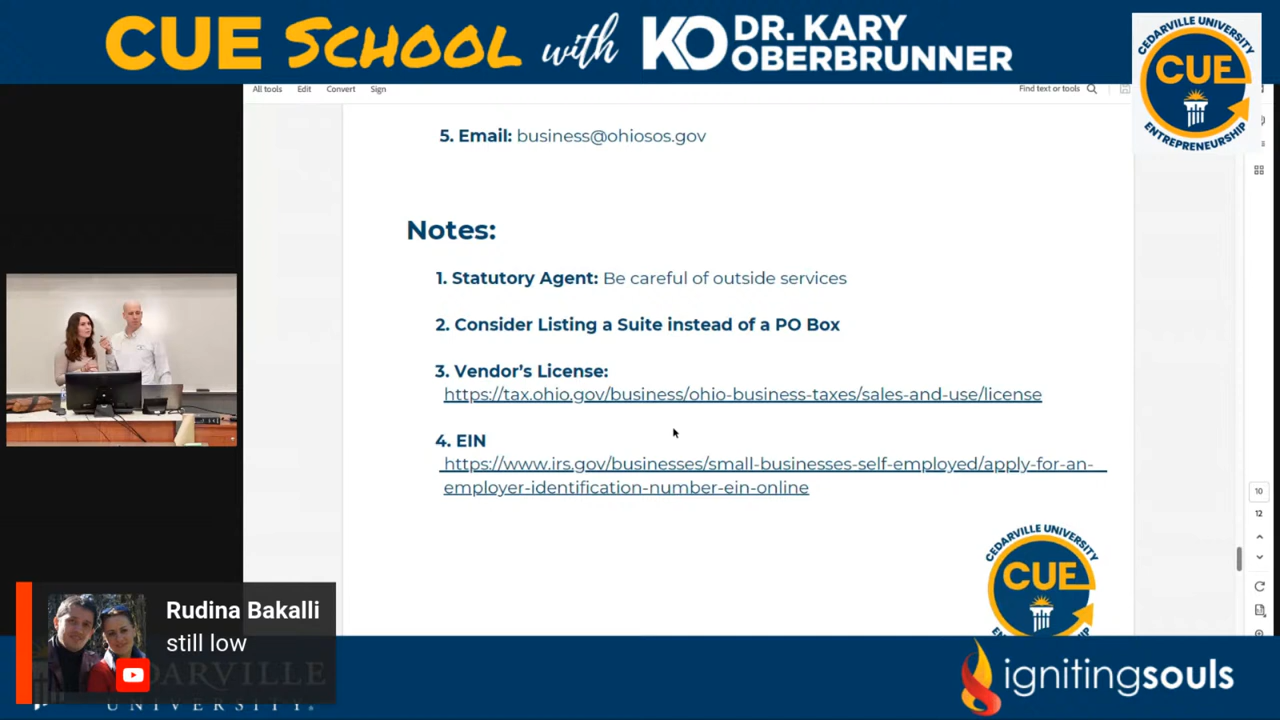 CUE SCHOOL with KO DR. KARY
OBERBRUNNER
CEDARVILLE UNIVERSITY
CUE
ENTREPRENEURSHIP
All tools Edit Convert Sign Find text or tools
5. Email: business@ohiosos.gov
Notes:
1. Statutory Agent: Be careful of outside services
2. Consider Listing a Suite instead of a PO Box
3. Vendor's License:
https://tax.ohio.gov/business/ohio-business-taxes/sales-and-use/license
4. EIN
https://www.irs.gov/businesses/small-businesses-self-employed/apply-for-an-
employer-identification-number-ein-online
10
12
CEDARVILLE UNIVERSITY
CUE
Rudina Bakalli
still low
DARVILLE
UNIVERSITY.
ignitingsouls